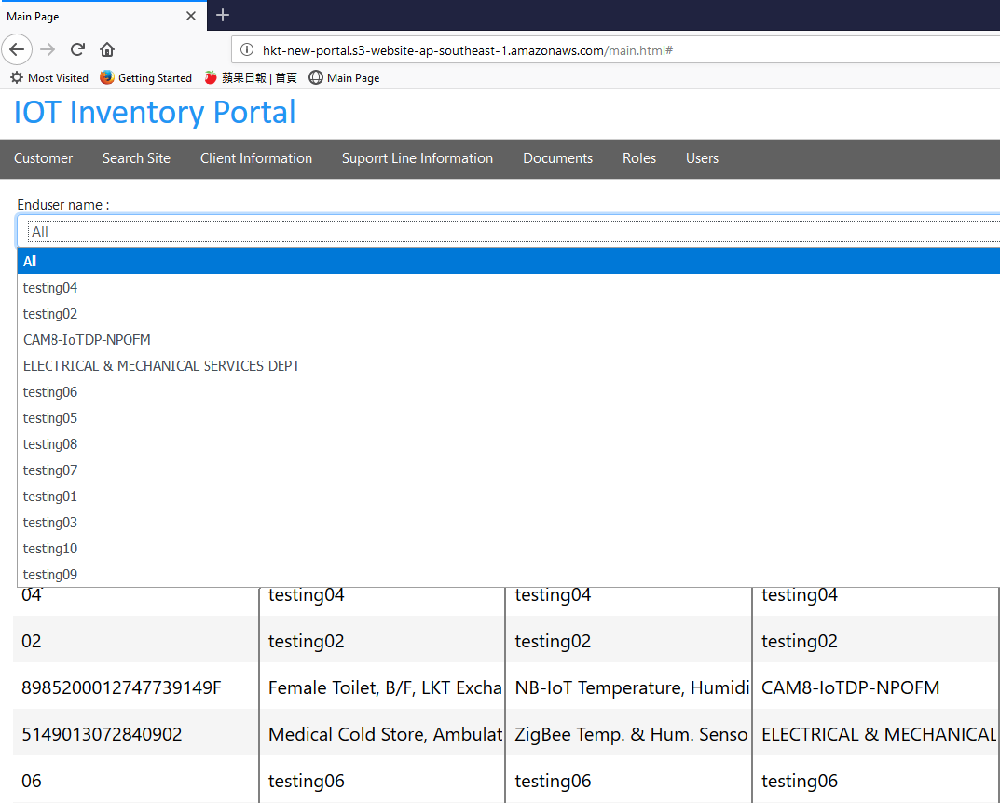 Main Page
hkt-new-portal.s3-website-ap-southeast-1.amazonaws.com/main.html#
Most Visited Getting Started 蘋果日報 | 首頁 Main Page
IOT Inventory Portal
Customer Search Site Client Information Suporrt Line Information Documents Roles Users
Enduser name :
All
All
testing04
testing02
CAM8-IoTDP-NPOFM
ELECTRICAL & MECHANICAL SERVICES DEPT
testing06
testing05
testing08
testing07
testing01
testing03
testing10
testing09
04 testing04 testing04 testing04
02 testing02 testing02 testing02
8985200012747739149F Female Toilet, B/F, LKT Excha NB-IoT Temperature, Humidi CAM8-IoTDP-NPOFM
5149013072840902 Medical Cold Store, Ambulat ZigBee Temp. & Hum. Senso ELECTRICAL & MECHANICAL
06 testing06 testing06 testing06